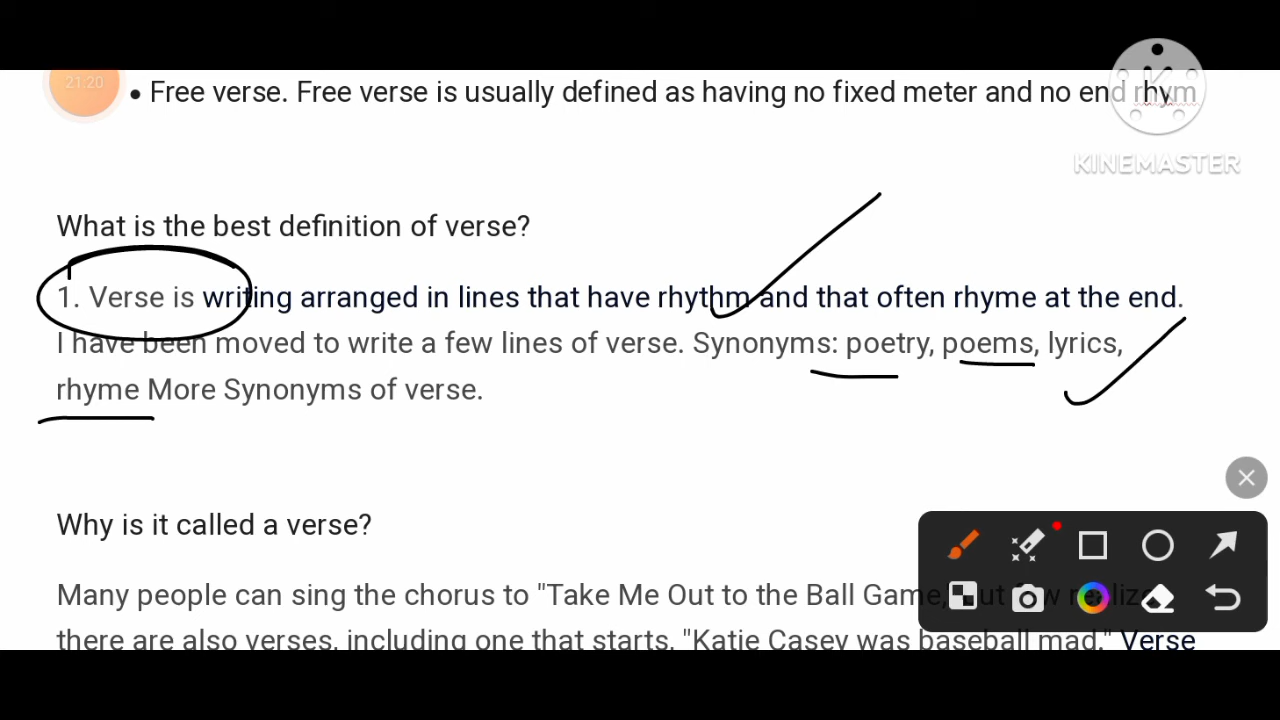 21:20
• Free verse. Free verse is usually defined as having no fixed meter and no end rhym
KINEMASTER
What is the best definition of verse?
1. Verse is writing arranged in lines that have rhythm and that often rhyme at the end.
I have been moved to write a few lines of verse. Synonyms: poetry, poems, lyrics,
rhyme More Synonyms of verse.
Why is it called a verse?
Many people can sing the chorus to "Take Me Out to the Ball Game," but few realize
there are also verses, including one that starts, "Katie Casey was baseball mad." Verse